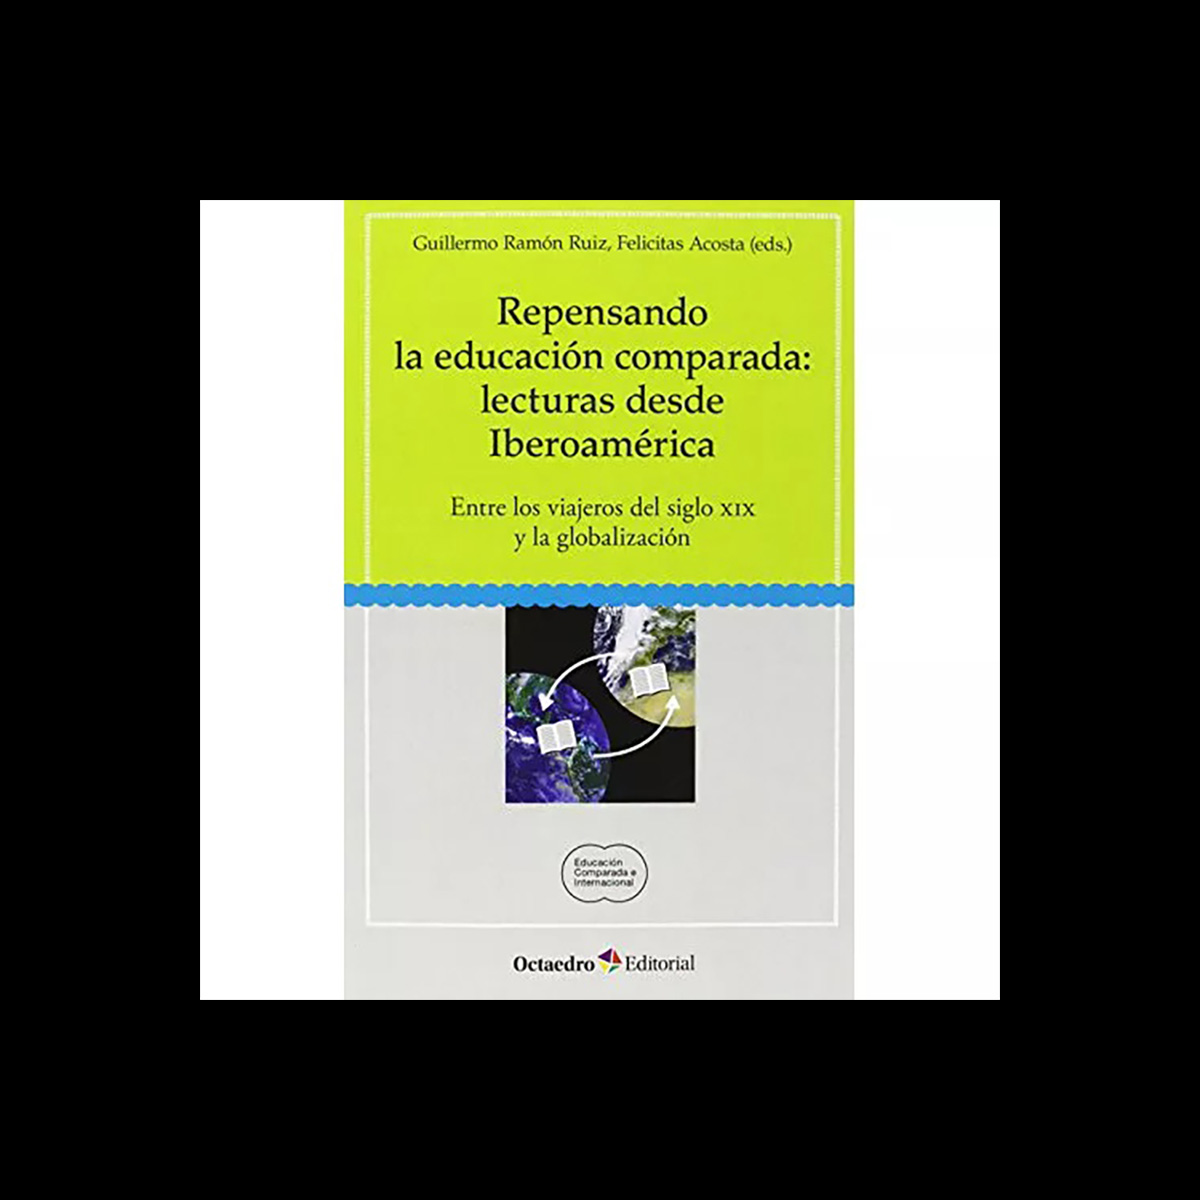 Guillermo Ramón Ruiz, Felicitas Acosta (eds.)
Repensando
la educación comparada:
lecturas desde
Iberoamérica
Entre los viajeros del siglo XIX
y la globalización
Educación
Comparada e
Internacional
Octaedro Editorial